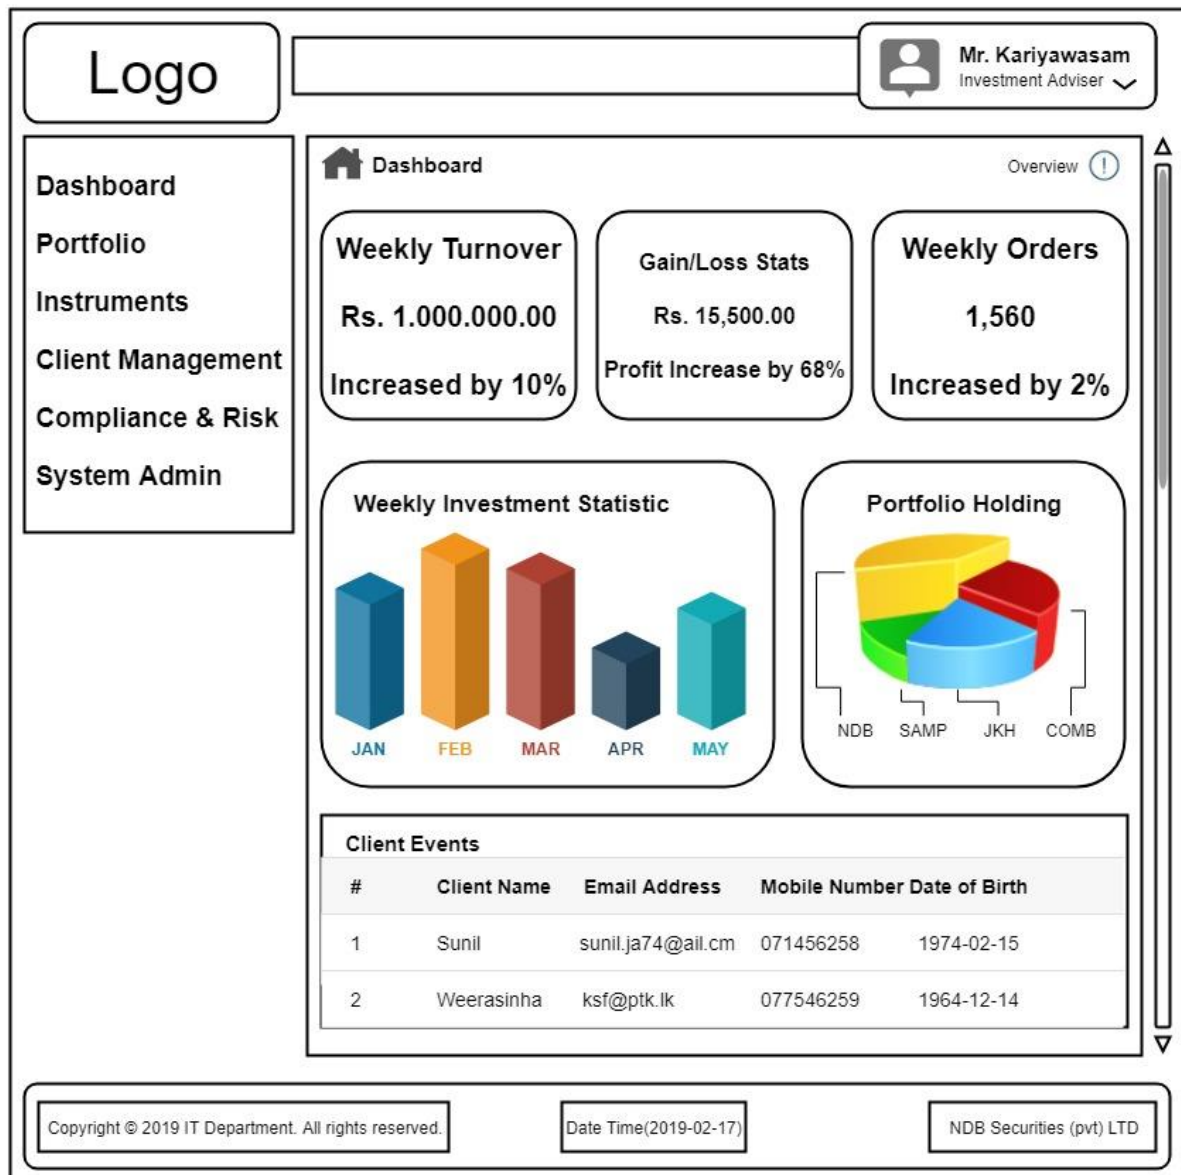 Logo
Mr. Kariyawasam
Investment Adviser
Dashboard
Portfolio
Instruments
Client Management
Compliance & Risk
System Admin
Dashboard
Overview
Weekly Turnover
Rs. 1.000.000.00
Increased by 10%
Gain/Loss Stats
Rs. 15,500.00
Profit Increase by 68%
Weekly Orders
1,560
Increased by 2%
Weekly Investment Statistic
JAN FEB MAR APR MAY
Portfolio Holding
NDB SAMP JKH COMB
Client Events
# Client Name Email Address Mobile Number Date of Birth
1 Sunil sunil.ja74@ail.cm 071456258 1974-02-15
2 Weerasinha ksf@ptk.lk 077546259 1964-12-14
Copyright © 2019 IT Department. All rights reserved.
Date Time(2019-02-17)
NDB Securities (pvt) LTD